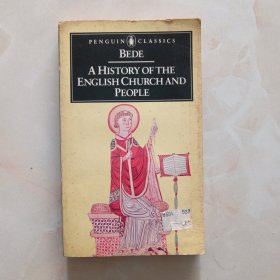 PENGUIN CLASSICS
BEDE
A HISTORY OF THE
ENGLISH CHURCH AND
PEOPLE